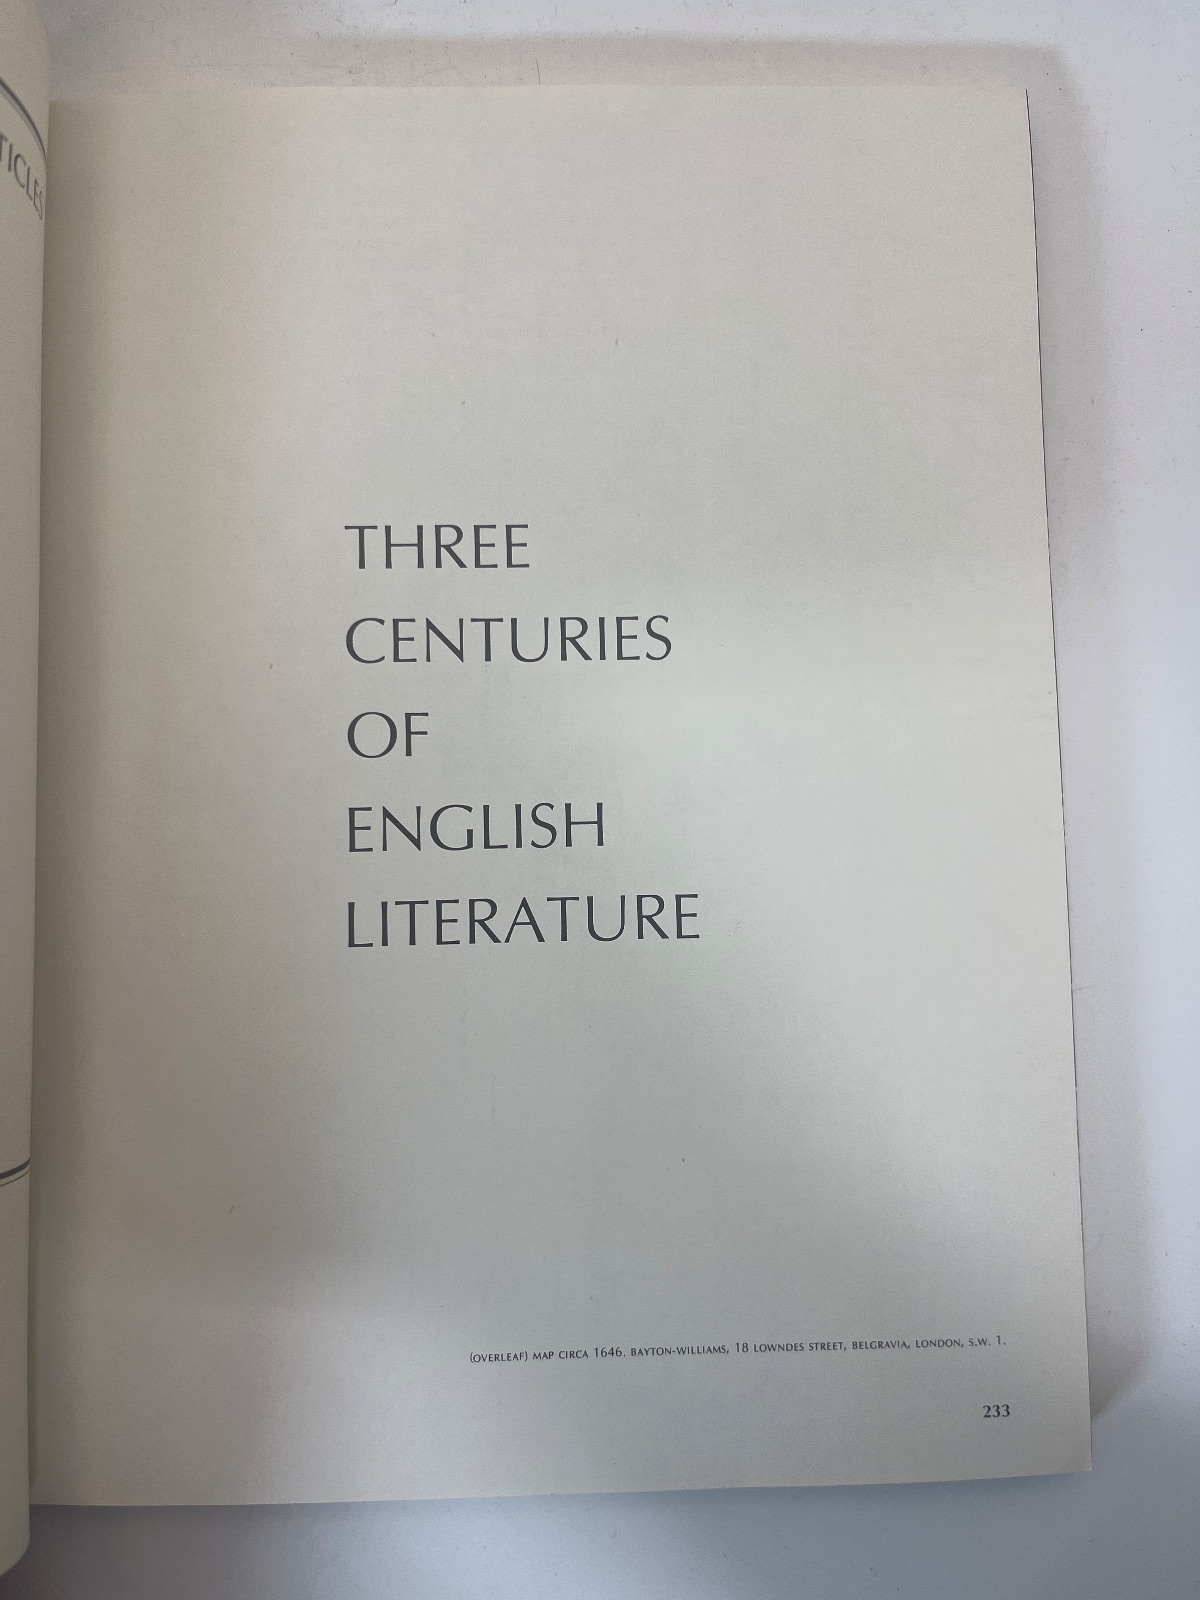 TICLES
THREE
CENTURIES
OF
ENGLISH
LITERATURE
(OVERLEAF) MAP CIRCA 1646. BAYTON-WILLIAMS, 18 LOWNDES STREET, BELGRAVIA, LONDON, S.W. 1.
233